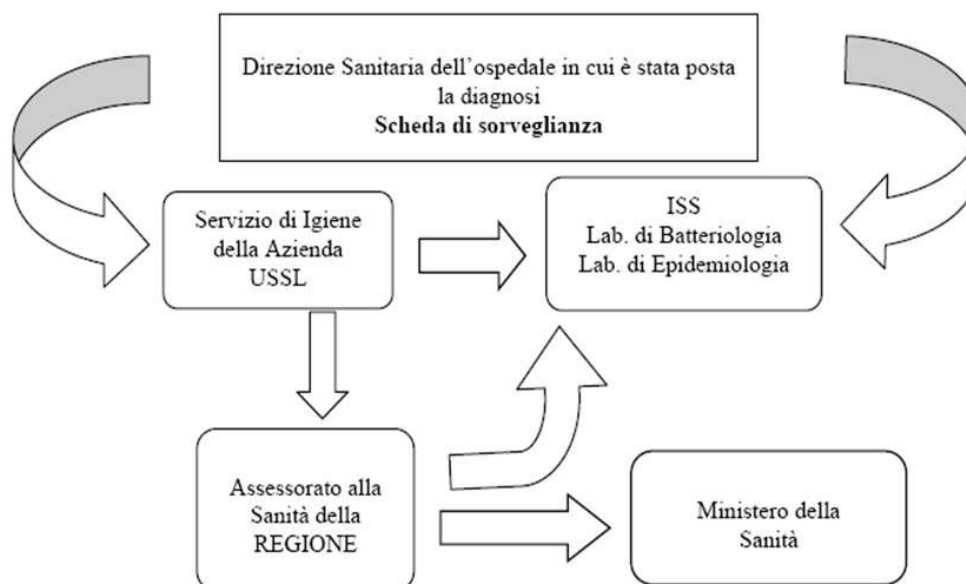 Direzione Sanitaria dell’ospedale in cui è stata posta
la diagnosi
Scheda di sorveglianza
Servizio di Igiene
della Azienda
USSL
ISS
Lab. di Batteriologia
Lab. di Epidemiologia
Assessorato alla
Sanità della
REGIONE
Ministero della
Sanità